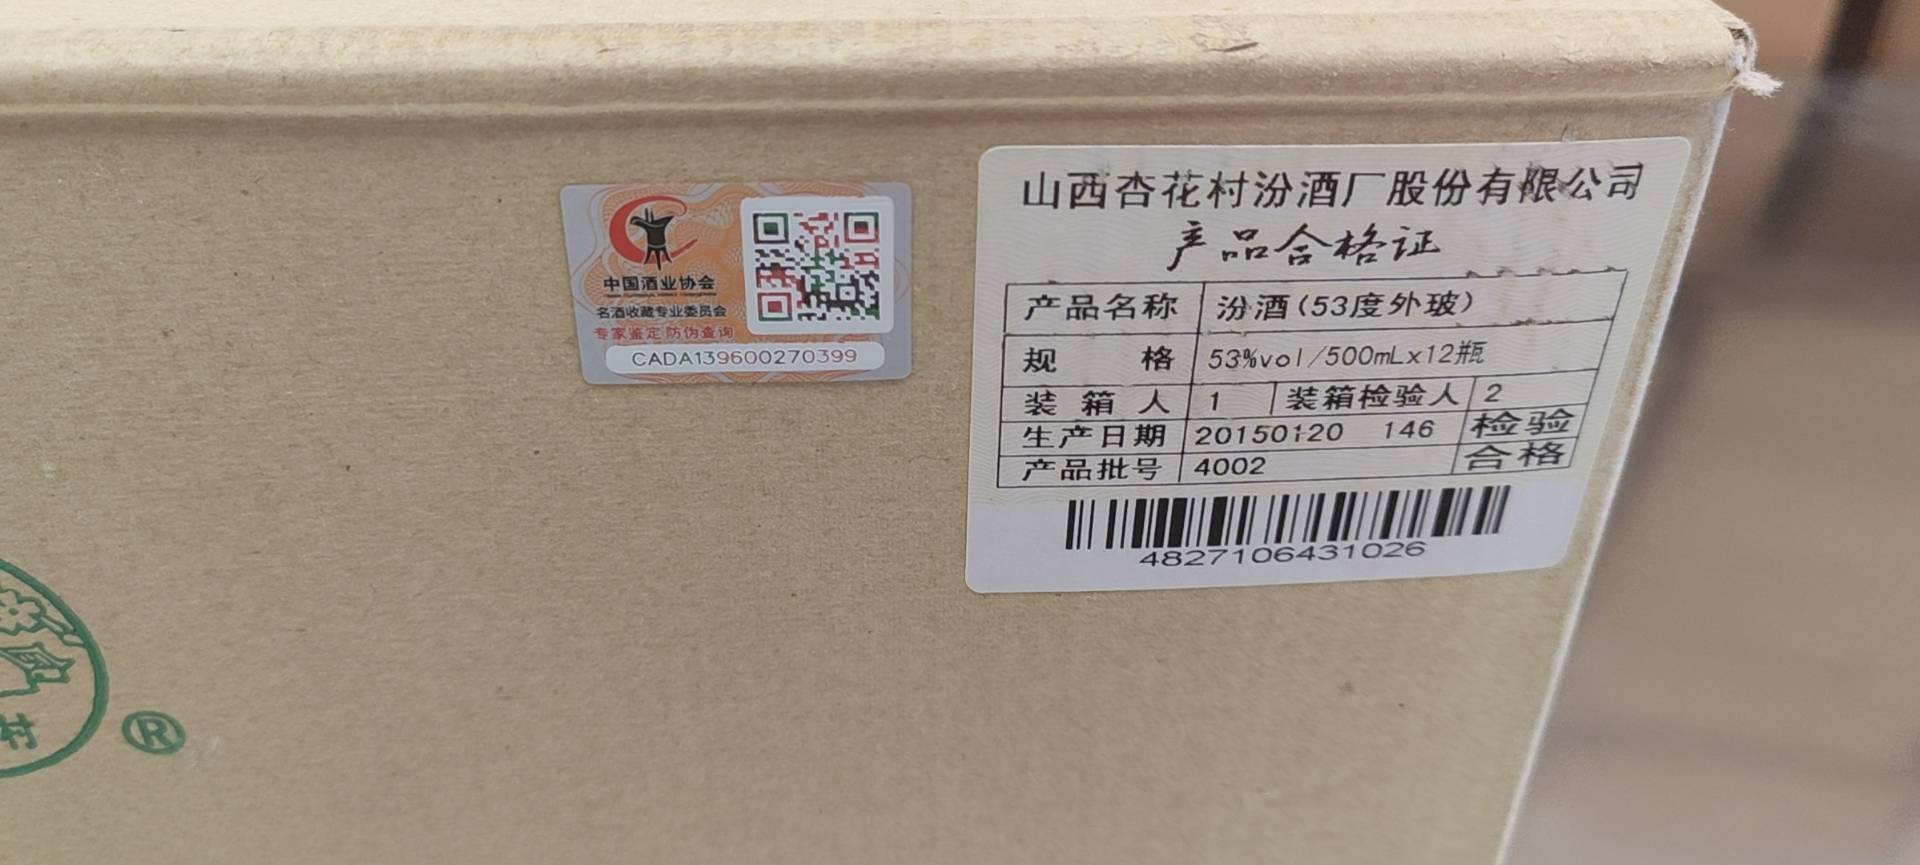 中国酒业协会
名酒收藏专业委员会
专家鉴定 防伪查询
CADA139600270399
山西杏花村汾酒厂股份有限公司
产品合格证
产品名称 汾酒(53度外玻)
规 格 53%vol/500mLx12瓶
装 箱 人 1 装箱检验人 2
生产日期 20150120 146 检验
产品批号 4002 合格
4827106431026
村
®